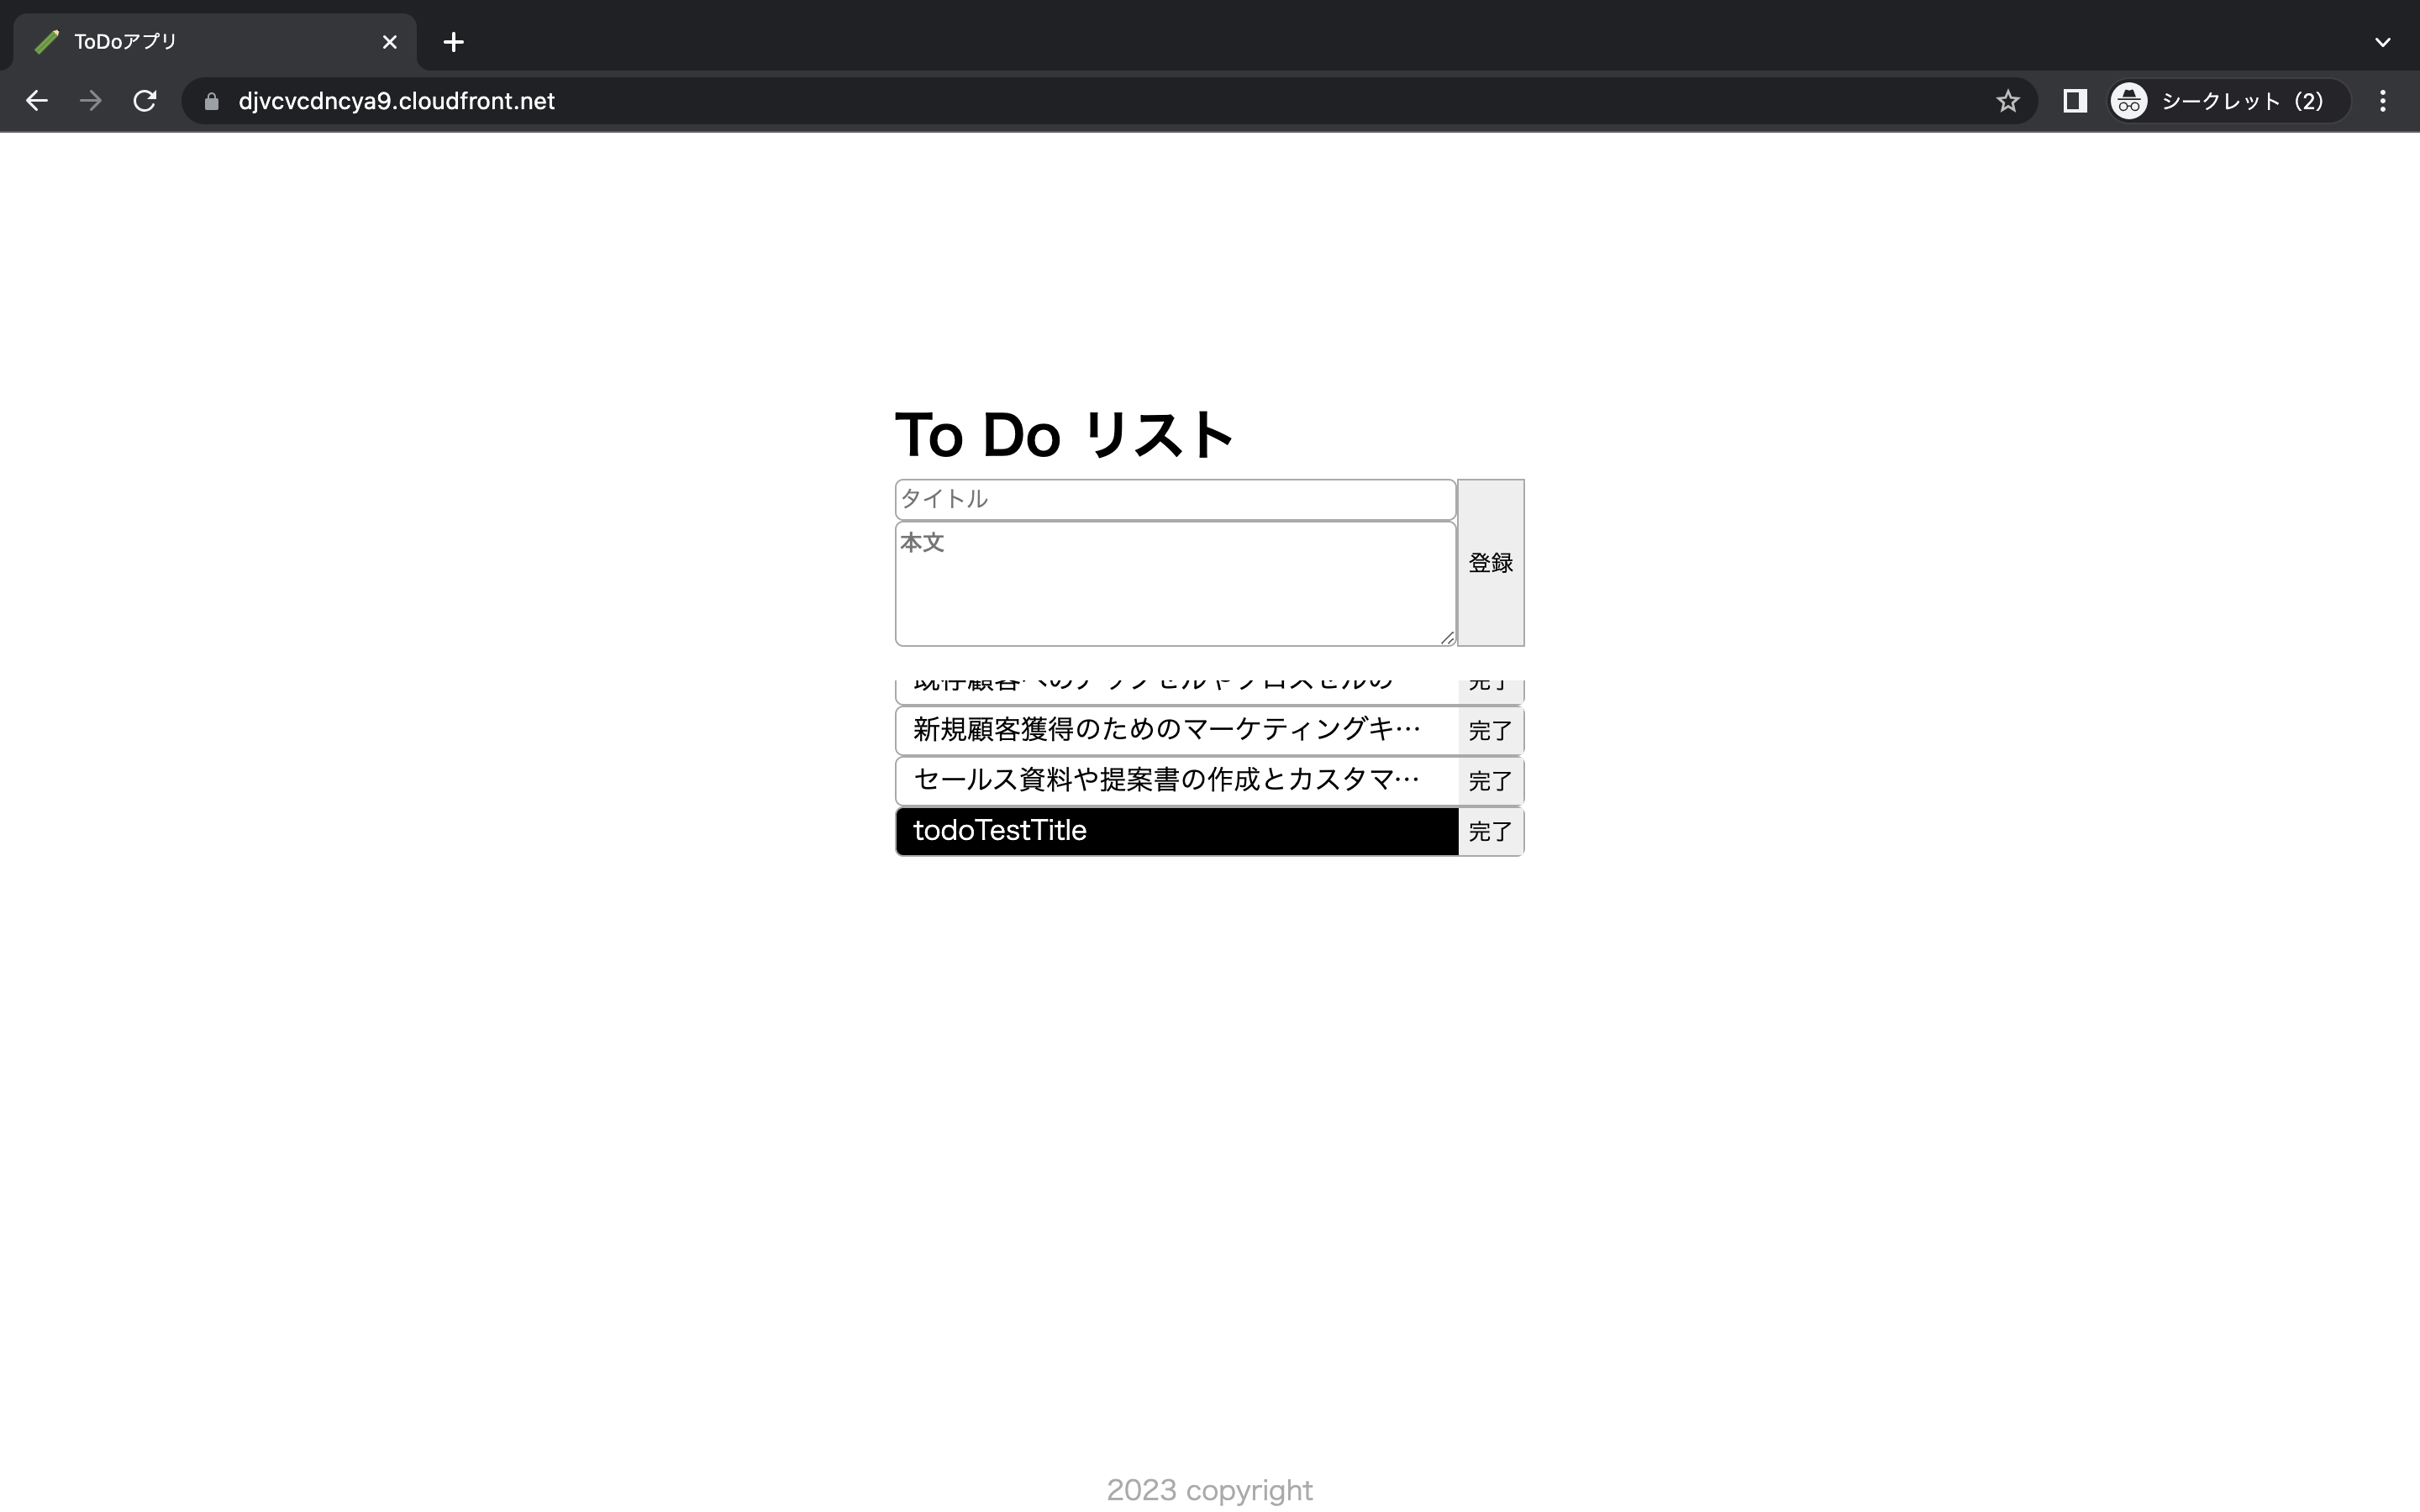 ToDoアプリ
djvcvcdncya9.cloudfront.net
シークレット (2)
To Do リスト
タイトル
本文
登録
完了
新規顧客獲得のためのマーケティングキ… 完了
セールス資料や提案書の作成とカスタマ… 完了
todoTestTitle 完了
2023 copyright